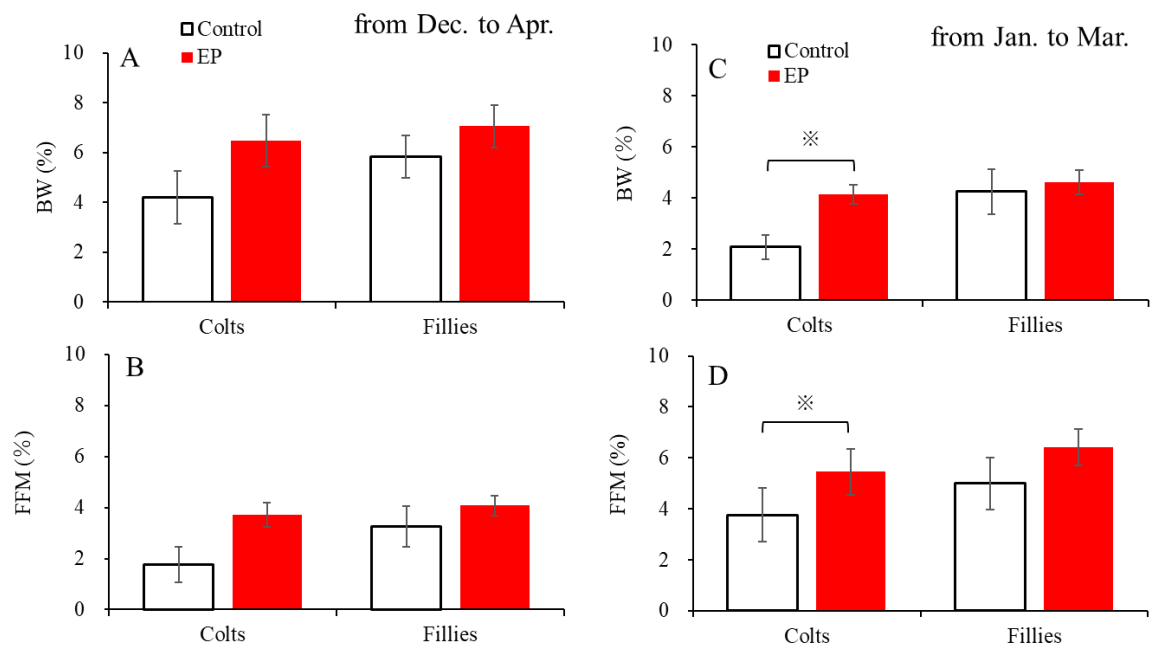 from Dec. to Apr.
A
Control
EP
10
8
6
4
2
0
BW (%)
Colts
Fillies
from Jan. to Mar.
C
Control
EP
10
8
6
4
2
0
BW (%)
※
Colts
Fillies
B
10
8
6
4
2
0
FFM (%)
Colts
Fillies
D
10
8
6
4
2
0
FFM (%)
※
Colts
Fillies